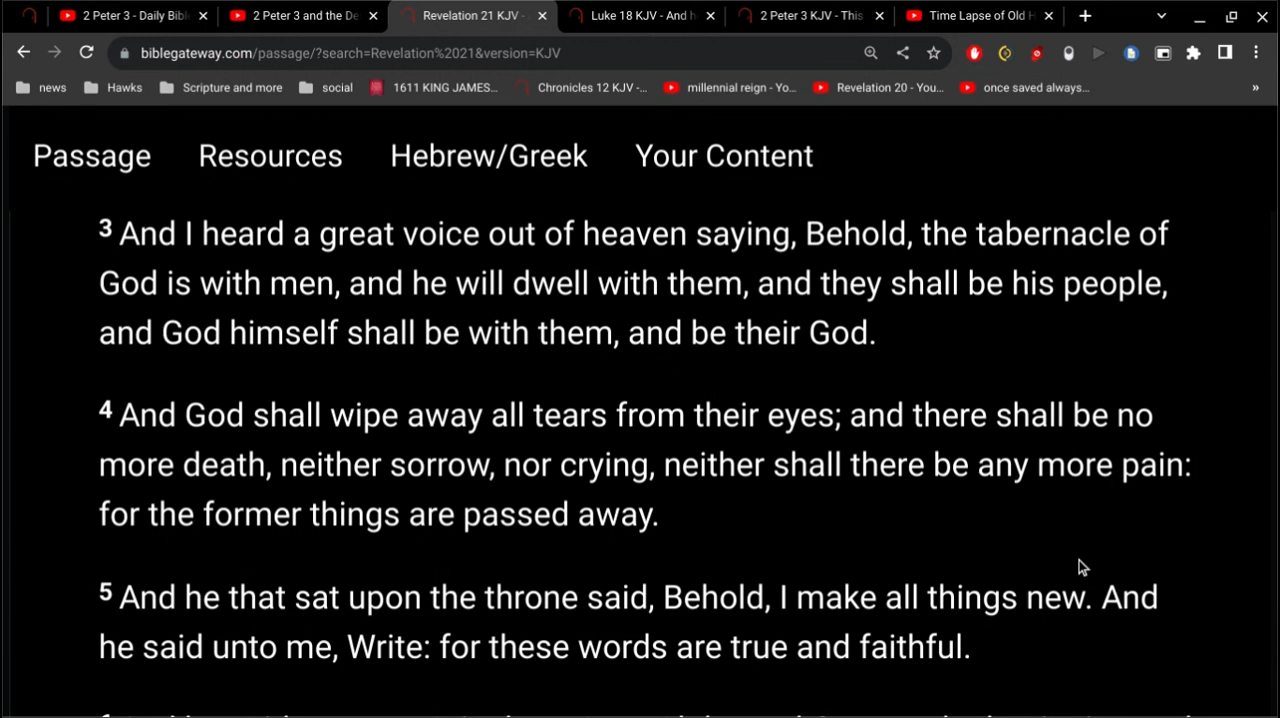 2 Peter 3 - Daily Bibl
2 Peter 3 and the De
Revelation 21 KJV -
Luke 18 KJV - And h
2 Peter 3 KJV - This
Time Lapse of Old H
biblegateway.com/passage/?search=Revelation%2021&version=KJV
news
Hawks
Scripture and more
social
1611 KING JAMES...
Chronicles 12 KJV -...
millennial reign - Yo...
Revelation 20 - You...
once saved always...
»
Passage
Resources
Hebrew/Greek
Your Content
3 And I heard a great voice out of heaven saying, Behold, the tabernacle of
God is with men, and he will dwell with them, and they shall be his people,
and God himself shall be with them, and be their God.
4 And God shall wipe away all tears from their eyes; and there shall be no
more death, neither sorrow, nor crying, neither shall there be any more pain:
for the former things are passed away.
5 And he that sat upon the throne said, Behold, I make all things new. And
he said unto me, Write: for these words are true and faithful.